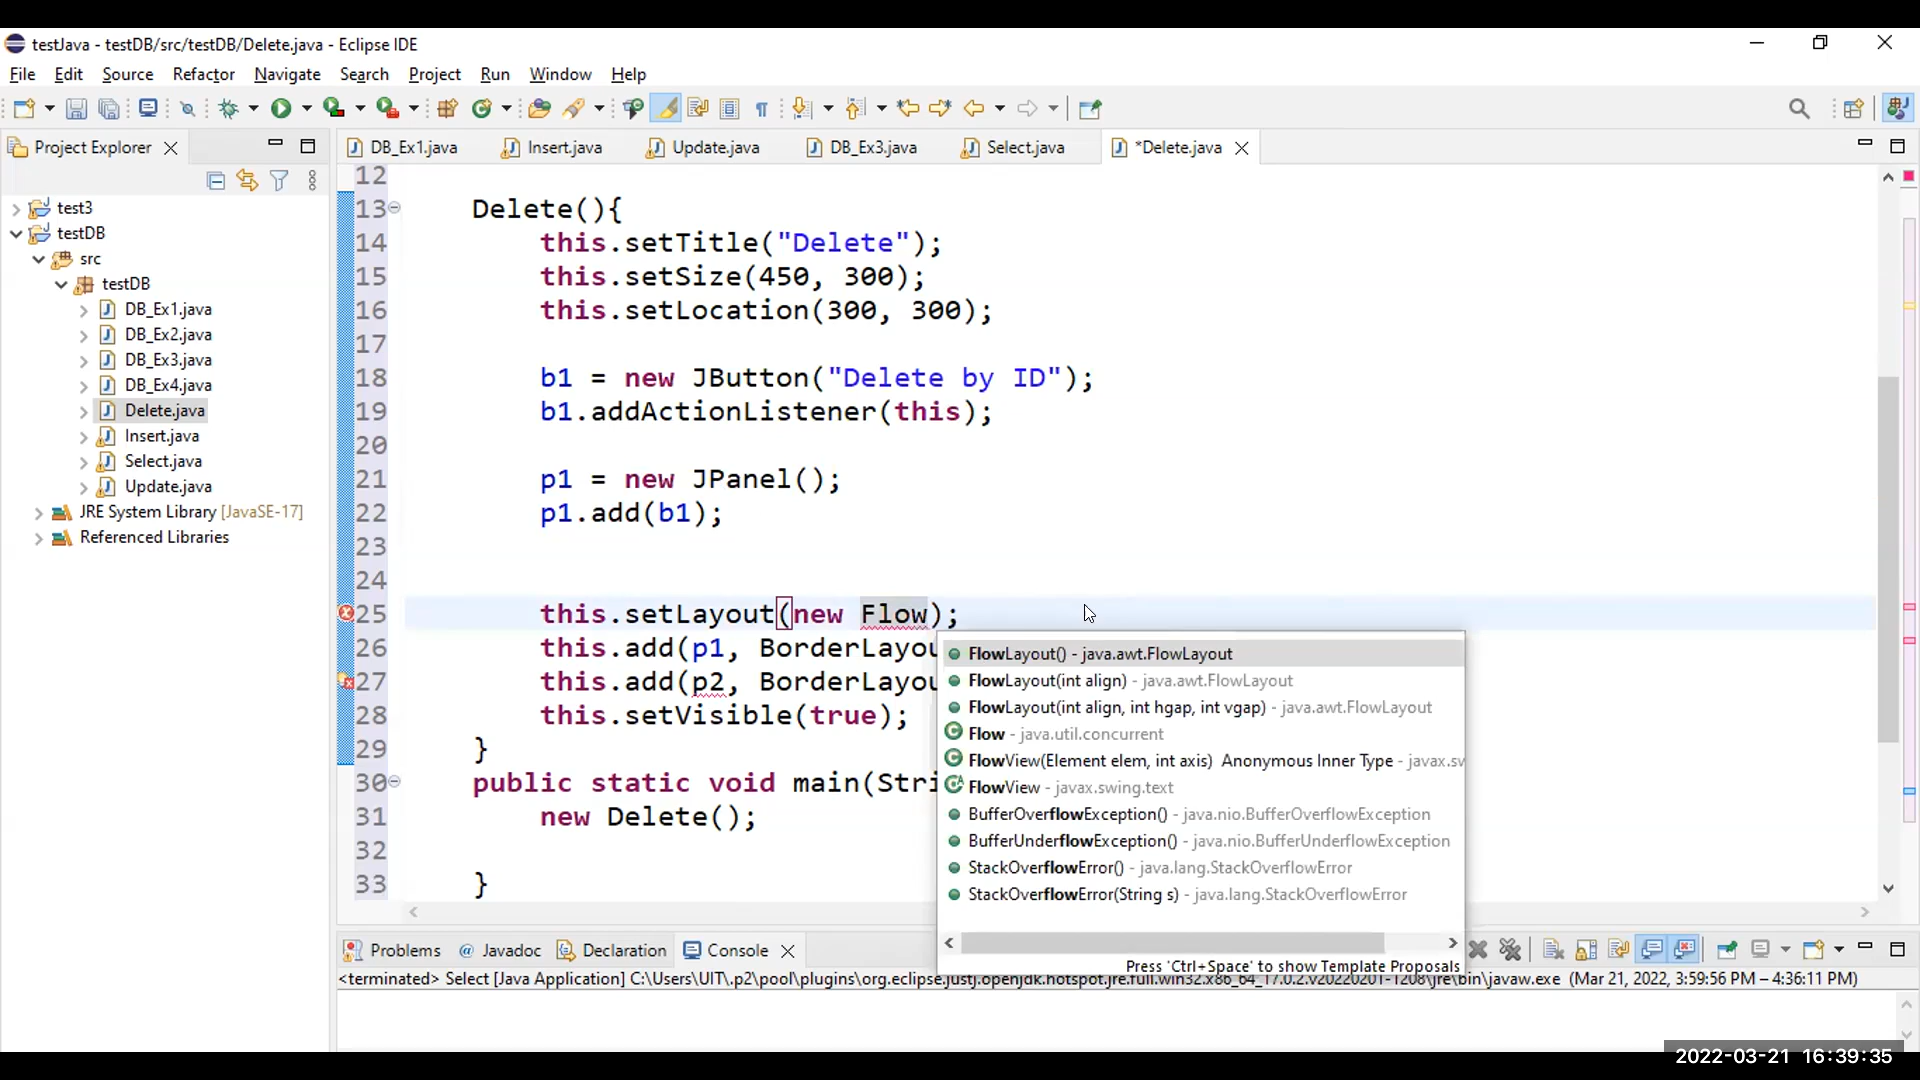 testJava - testDB/src/testDB/Delete.java - Eclipse IDE
File Edit Source Refactor Navigate Search Project Run Window Help
Project Explorer
DB_Ex1.java Insert.java Update.java DB_Ex3.java Select.java *Delete.java
test3
testDB
src
testDB
DB_Ex1.java
DB_Ex2.java
DB_Ex3.java
DB_Ex4.java
Delete.java
Insert.java
Select.java
Update.java
JRE System Library [JavaSE-17]
Referenced Libraries
12
13 Delete(){
14 this.setTitle("Delete");
15 this.setSize(450, 300);
16 this.setLocation(300, 300);
17
18 b1 = new JButton("Delete by ID");
19 b1.addActionListener(this);
20
21 p1 = new JPanel();
22 p1.add(b1);
23
24
25 this.setLayout(new Flow);
26 this.add(p1, BorderLayou
27 this.add(p2, BorderLayou
28 this.setVisible(true);
29 }
30 public static void main(Stri
31 new Delete();
32
33 }
FlowLayout() - java.awt.FlowLayout
FlowLayout(int align) - java.awt.FlowLayout
FlowLayout(int align, int hgap, int vgap) - java.awt.FlowLayout
Flow - java.util.concurrent
FlowView(Element elem, int axis) Anonymous Inner Type - javax.sw
FlowView - javax.swing.text
BufferOverflowException() - java.nio.BufferOverflowException
BufferUnderflowException() - java.nio.BufferUnderflowException
StackOverflowError() - java.lang.StackOverflowError
StackOverflowError(String s) - java.lang.StackOverflowError
Press 'Ctrl+Space' to show Template Proposals
Problems @ Javadoc Declaration Console
<terminated> Select [Java Application] C:\Users\UIT\.p2\pool\plugins\org.eclipse.justj.openjdk.hotspot.jre.full.win32.x86_64_17.0.2.v20220201-1208\jre\bin\javaw.exe (Mar 21, 2022, 3:59:56 PM – 4:36:11 PM)
2022-03-21 16:39:35